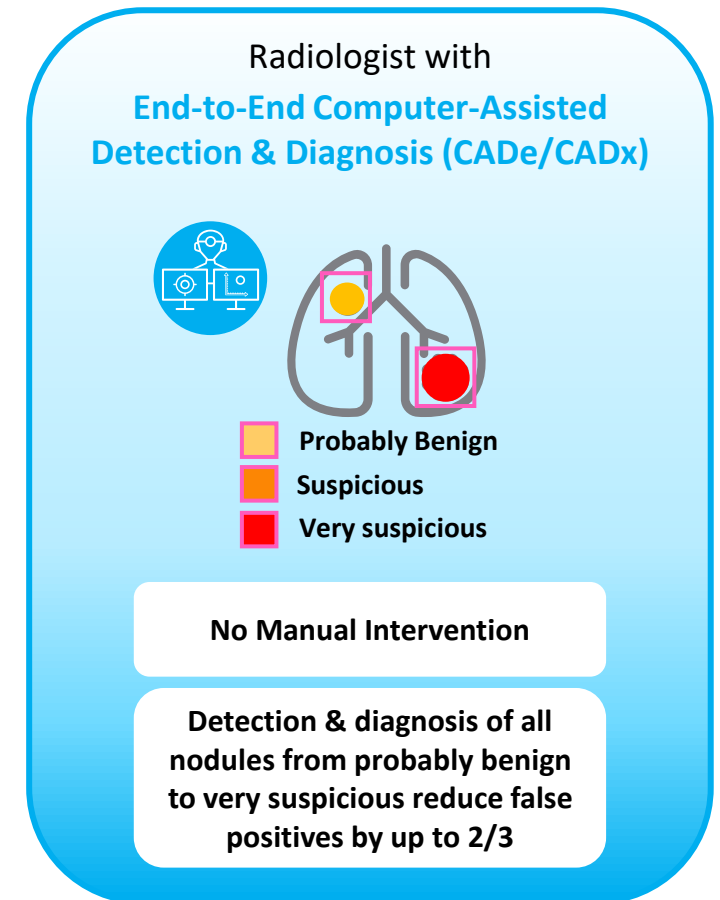 Radiologist with
End-to-End Computer-Assisted
Detection & Diagnosis (CADe/CADx)
Probably Benign
Suspicious
Very suspicious
No Manual Intervention
Detection & diagnosis of all
nodules from probably benign
to very suspicious reduce false
positives by up to 2/3